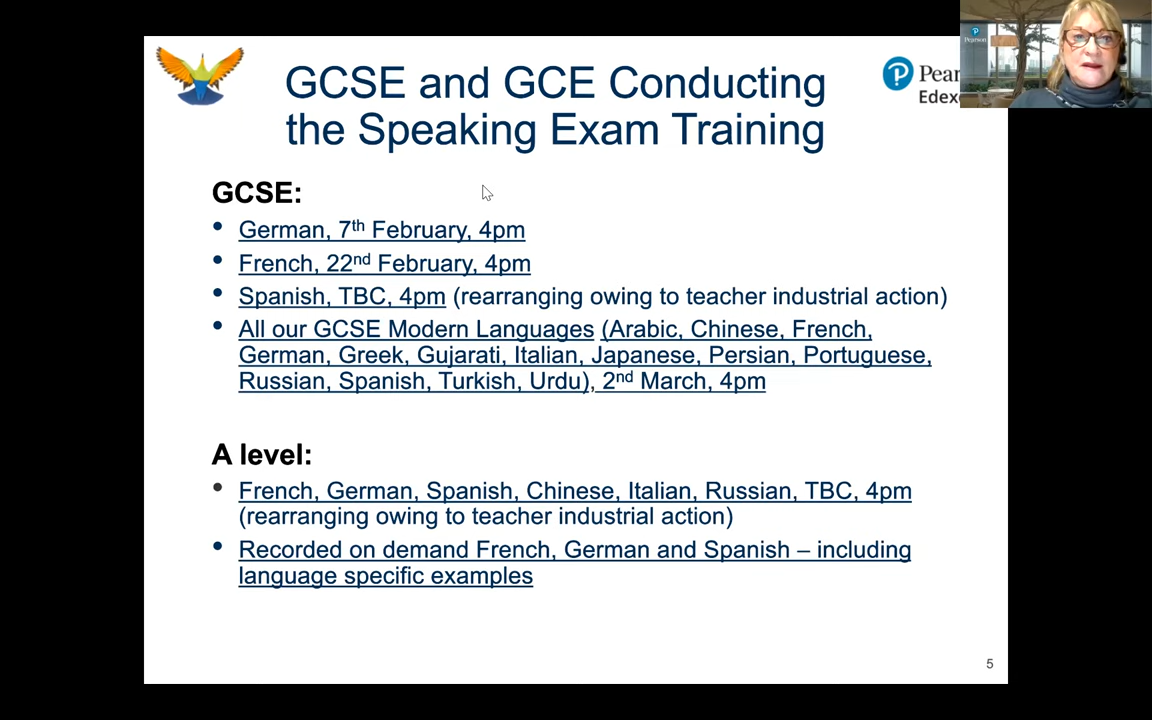 GCSE and GCE Conducting
the Speaking Exam Training
Pearson
GCSE:
• German, 7th February, 4pm
• French, 22nd February, 4pm
• Spanish, TBC, 4pm (rearranging owing to teacher industrial action)
• All our GCSE Modern Languages (Arabic, Chinese, French,
German, Greek, Gujarati, Italian, Japanese, Persian, Portuguese,
Russian, Spanish, Turkish, Urdu), 2nd March, 4pm
A level:
• French, German, Spanish, Chinese, Italian, Russian, TBC, 4pm
(rearranging owing to teacher industrial action)
• Recorded on demand French, German and Spanish – including
language specific examples
5